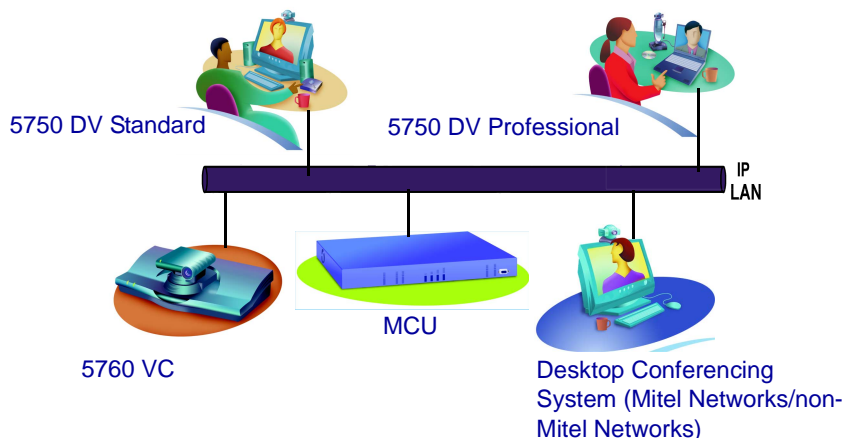 5750 DV Standard
5750 DV Professional
IP
LAN
5760 VC
MCU
Desktop Conferencing
System (Mitel Networks/non-
Mitel Networks)